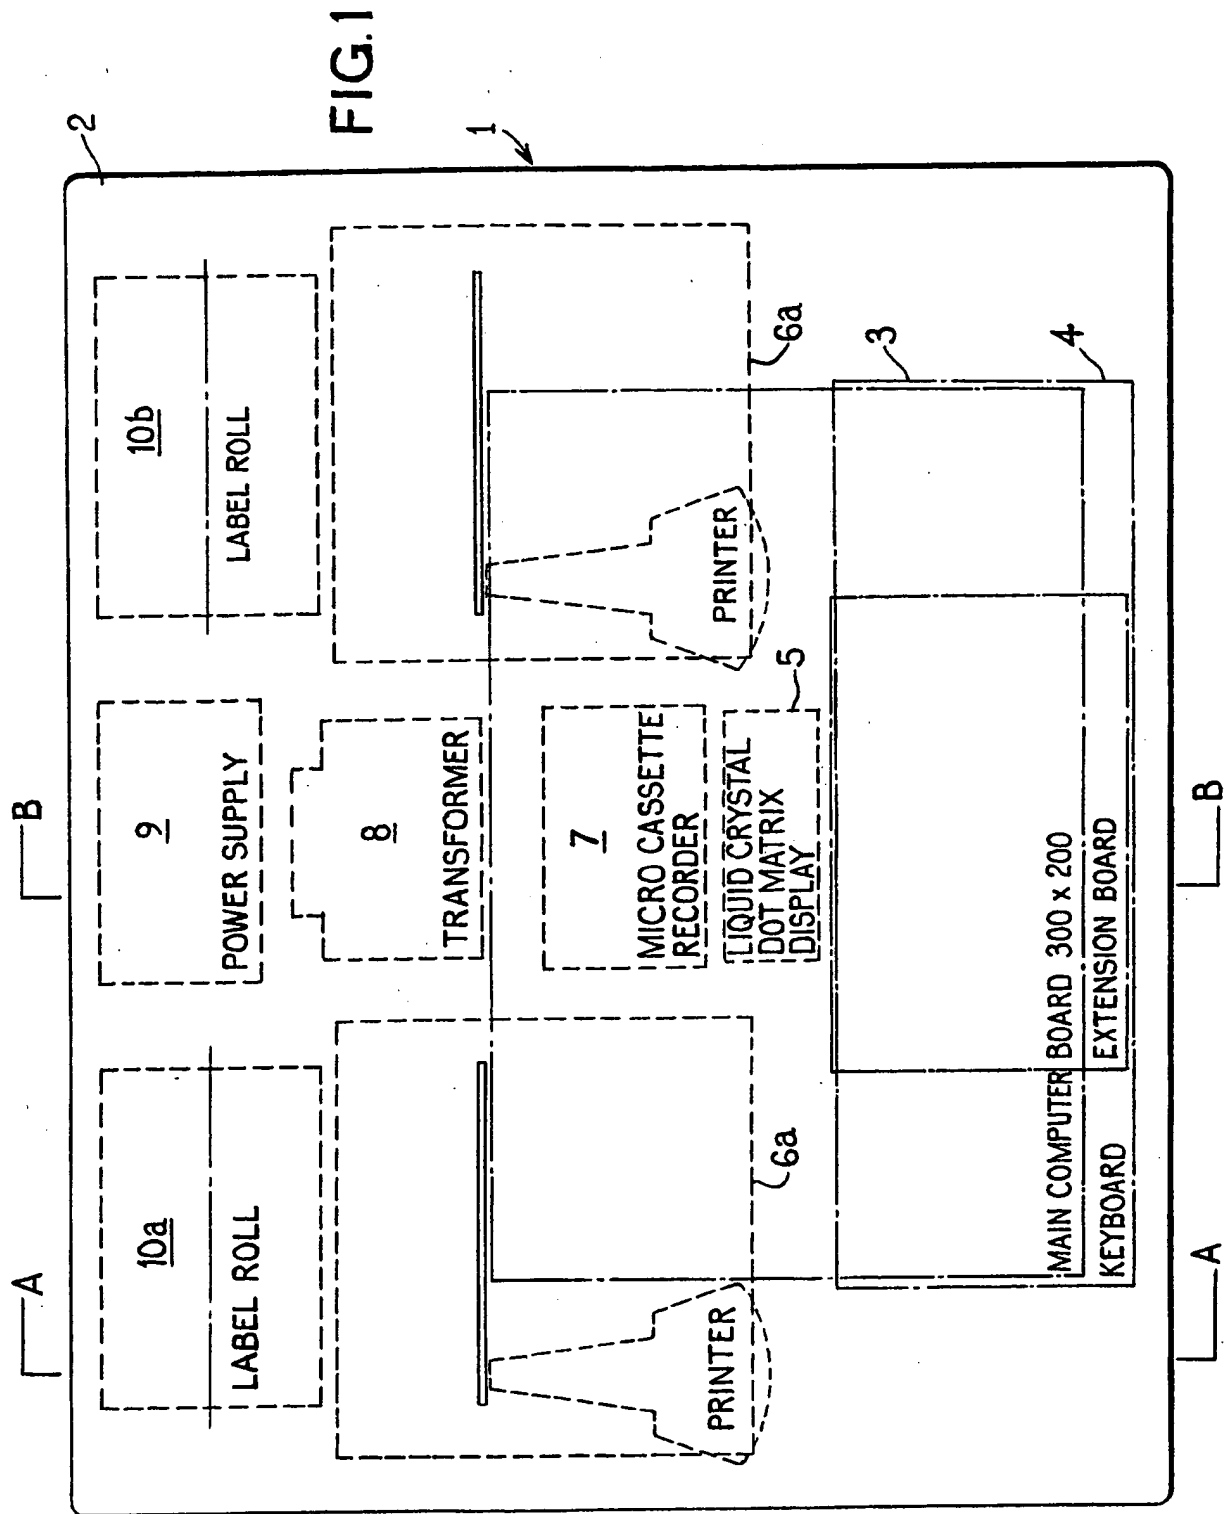 FIG.1
2
1
B
A
10a
LABEL ROLL
9
POWER SUPPLY
10b
LABEL ROLL
8
TRANSFORMER
7
MICRO CASSETTE
RECORDER
LIQUID CRYSTAL
DOT MATRIX
DISPLAY
5
PRINTER
6a
PRINTER
6a
3
4
MAIN COMPUTER BOARD 300 x 200
KEYBOARD
EXTENSION BOARD
A
B